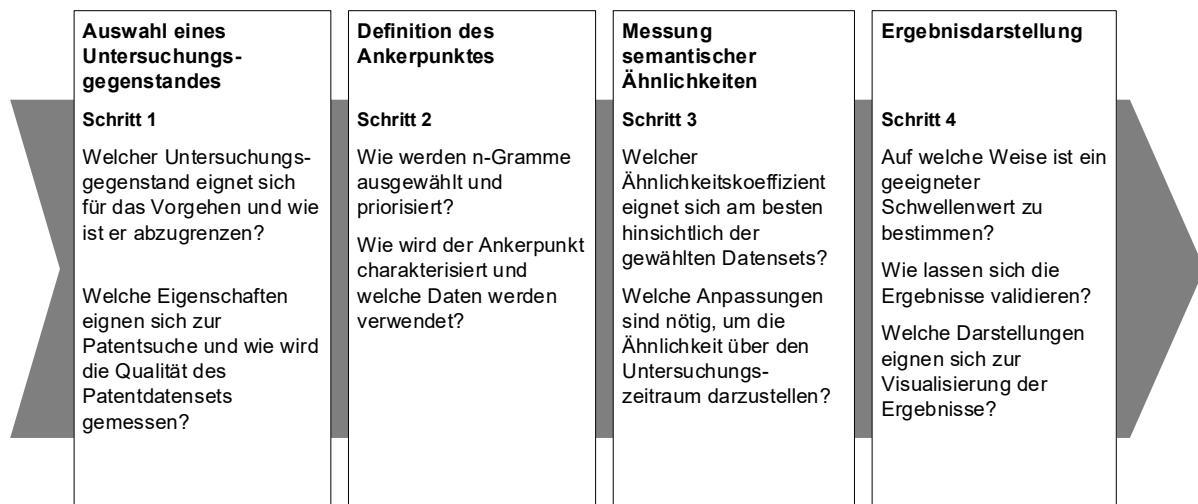 Auswahl eines
Untersuchungs-
gegenstandes
Schritt 1
Welcher Untersuchungs-
gegenstand eignet sich
für das Vorgehen und wie
ist er abzugrenzen?
Welche Eigenschaften
eignen sich zur
Patentsuche und wie wird
die Qualität des
Patentdatensets
gemessen?
Definition des
Ankerpunktes
Schritt 2
Wie werden n-Gramme
ausgewählt und
priorisiert?
Wie wird der Ankerpunkt
charakterisiert und
welche Daten werden
verwendet?
Messung
semantischer
Ähnlichkeiten
Schritt 3
Welcher
Ähnlichkeitskoeffizient
eignet sich am besten
hinsichtlich der
gewählten Datensets?
Welche Anpassungen
sind nötig, um die
Ähnlichkeit über den
Untersuchungs-
zeitraum darzustellen?
Ergebnisdarstellung
Schritt 4
Auf welche Weise ist ein
geeigneter
Schwellenwert zu
bestimmen?
Wie lassen sich die
Ergebnisse validieren?
Welche Darstellungen
eignen sich zur
Visualisierung der
Ergebnisse?